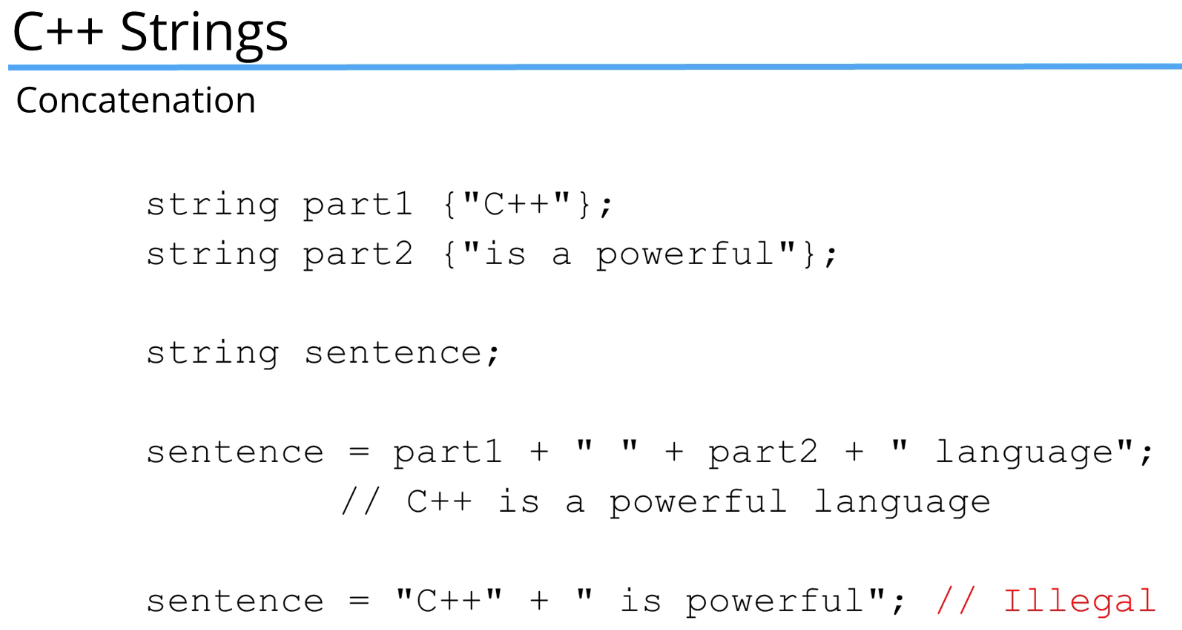 C++ Strings
Concatenation
string part1 {"C++"};
string part2 {"is a powerful"};
string sentence;
sentence = part1 + " " + part2 + " language";
// C++ is a powerful language
sentence = "C++" + " is powerful"; // Illegal